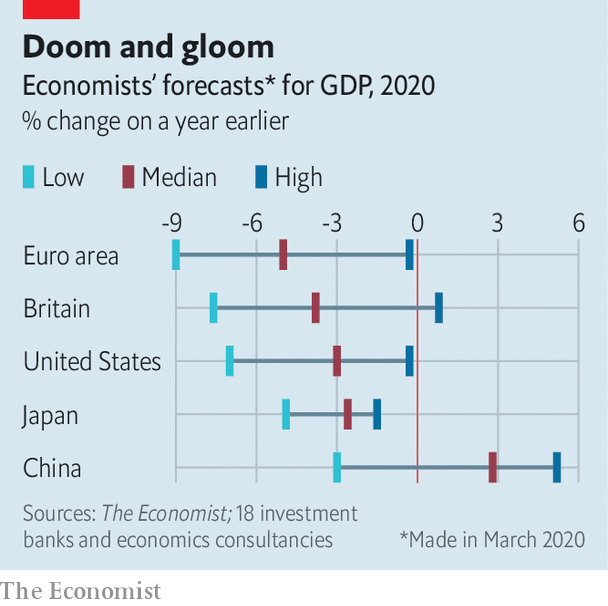 Doom and gloom
Economists’ forecasts* for GDP, 2020
% change on a year earlier
Low Median High
-9 -6 -3 0 3 6
Euro area
Britain
United States
Japan
China
Sources: The Economist; 18 investment
banks and economics consultancies
*Made in March 2020
The Economist